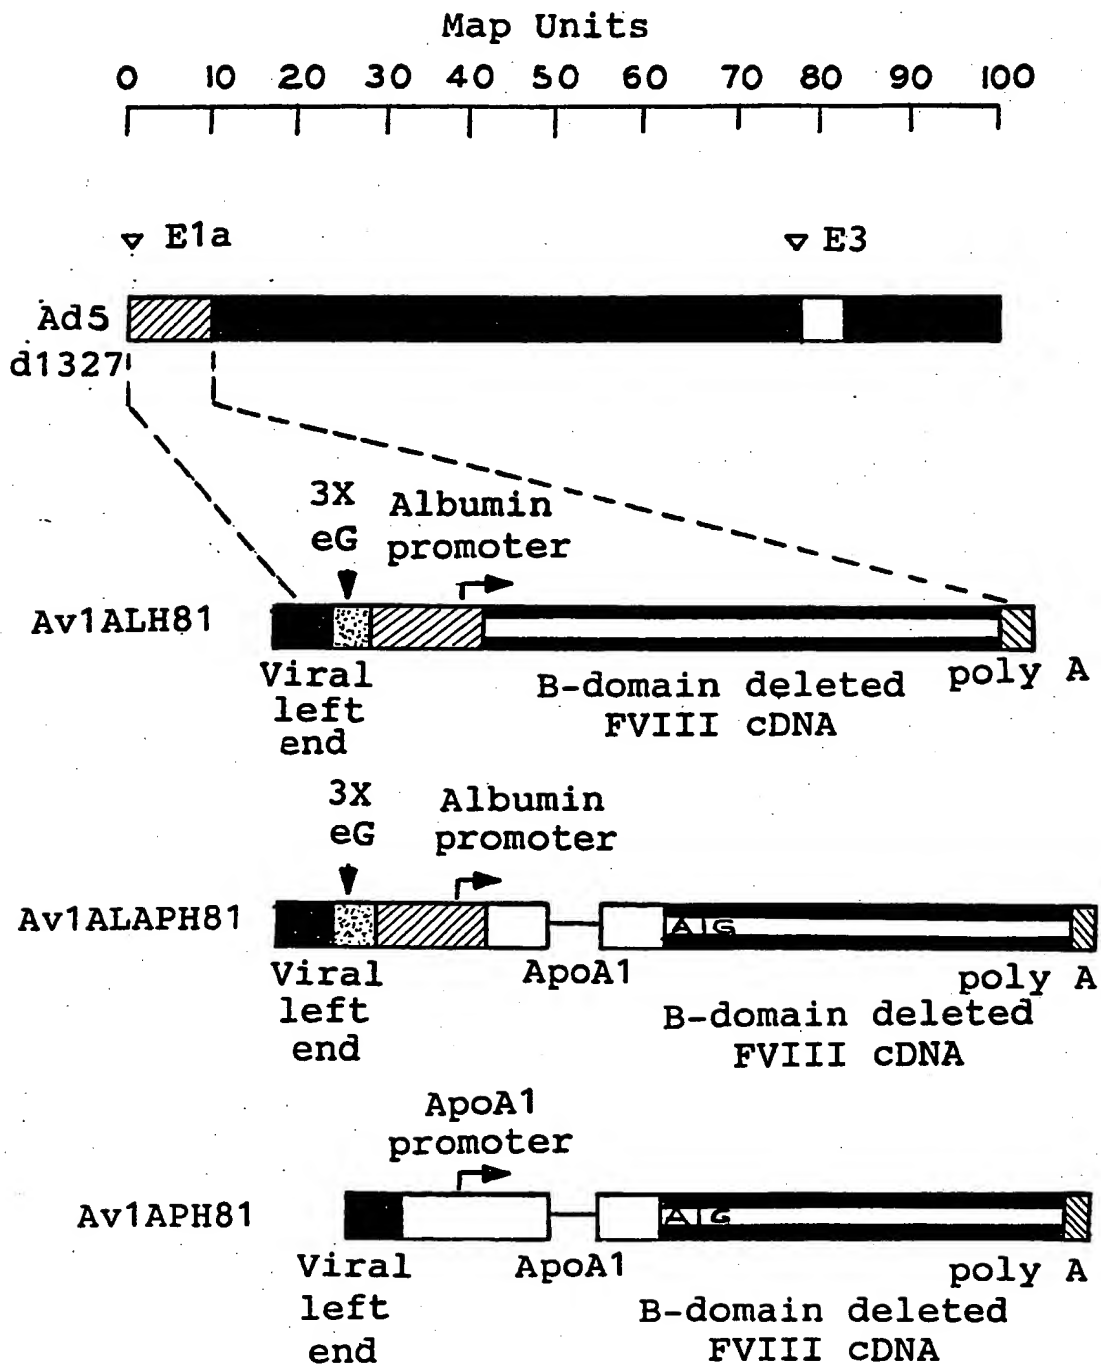 Map Units
0 10 20 30 40 50 60 70 80 90 100
E1a E3
Ad5
d1327
3X Albumin
eG promoter
Av1ALH81
Viral B-domain deleted poly A
left FVIII cDNA
end
3X Albumin
eG promoter
Av1ALAPH81
ATG
Viral ApoA1 poly A
left B-domain deleted
end FVIII cDNA
ApoA1
promoter
Av1APH81
ATG
Viral ApoA1 poly A
left B-domain deleted
end FVIII cDNA